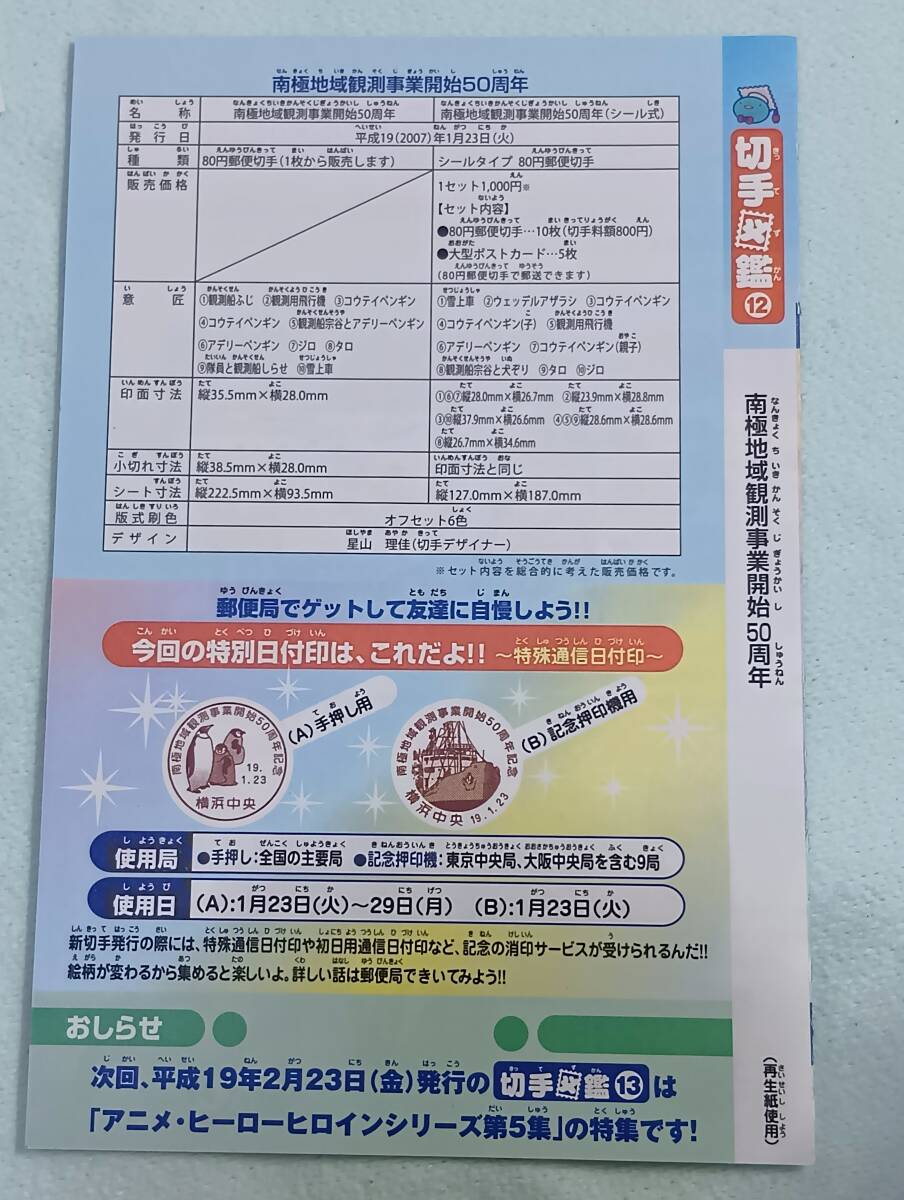 南極地域観測事業開始50周年
名称 南極地域観測事業開始50周年 南極地域観測事業開始50周年(シール式)
発行日 平成19(2007)年1月23日(火)
種類 80円郵便切手(1枚から販売します) シールタイプ 80円郵便切手
販売価格 1セット1,000円※
【セット内容】
●80円郵便切手…10枚(切手料額800円)
●大型ポストカード…5枚
(80円郵便切手で郵送できます)
意匠 ①観測船ふじ ②観測用飛行機 ③コウテイペンギン
④コウテイペンギン ⑤観測船宗谷とアデリーペンギン
⑥アデリーペンギン ⑦ジロ ⑧タロ
⑨隊員と観測船しらせ ⑩雪上車
①雪上車 ②ウェッデルアザラシ ③コウテイペンギン
④コウテイペンギン(子) ⑤観測用飛行機
⑥アデリーペンギン ⑦コウテイペンギン(親子)
⑧観測船宗谷と犬ぞり ⑨タロ ⑩ジロ
印面寸法 縦35.5mm×横28.0mm
①⑥⑦縦28.0mm×横26.7mm ②縦23.9mm×横28.8mm
③⑩縦37.9mm×横26.6mm ④⑤⑨縦28.6mm×横28.6mm
⑧縦26.7mm×横34.6mm
小切れ寸法 縦38.5mm×横28.0mm 印面寸法と同じ
シート寸法 縦222.5mm×横93.5mm 縦127.0mm×横187.0mm
版式刷色 オフセット6色
デザイン 星山 理佳(切手デザイナー)
※セット内容を総合的に考えた販売価格です。
郵便局でゲットして友達に自慢しよう!!
今回の特別日付印は、これだよ!! 〜特殊通信日付印〜
(A)手押し用
南極地域観測事業開始50周年記念
19.
1.23
横浜中央
(B)記念押印機用
南極地域観測事業開始50周年記念
横浜中央 19.1.23
使用局 ●手押し:全国の主要局 ●記念押印機:東京中央局、大阪中央局を含む9局
使用日 (A):1月23日(火)〜29日(月) (B):1月23日(火)
新切手発行の際には、特殊通信日付印や初日用通信日付印など、記念の消印サービスが受けられるんだ!!
絵柄が変わるから集めると楽しいよ。詳しい話は郵便局できいてみよう!!
おしらせ
次回、平成19年2月23日(金)発行の切手図鑑⑬は
「アニメ・ヒーローヒロインシリーズ第5集」の特集です!
切手図鑑⑫
南極地域観測事業開始50周年
(再生紙使用)